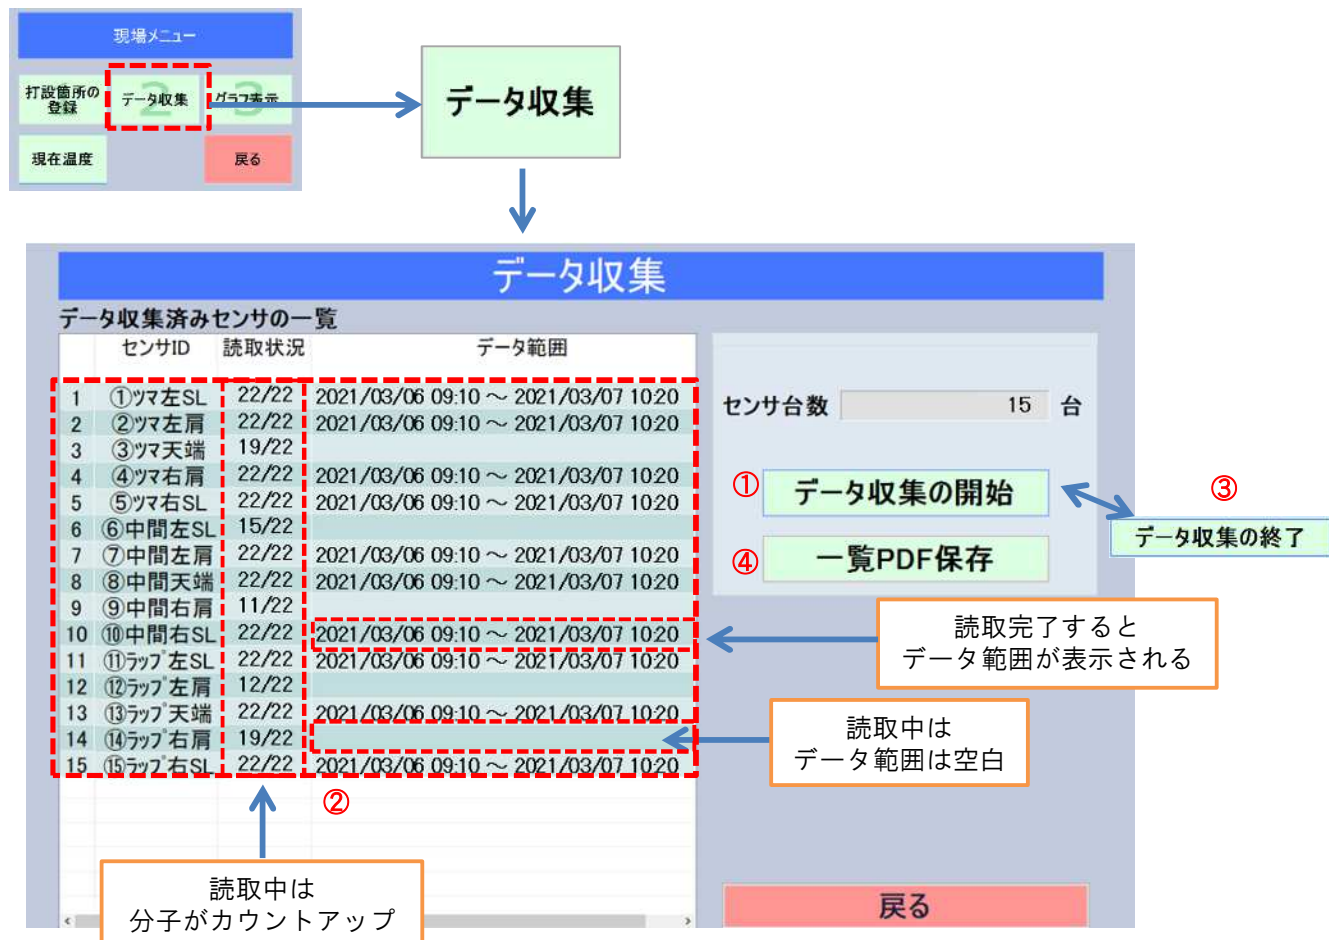 現場メニュー
打設箇所の
登録
2
データ収集
3
グラフ表示
現在温度
戻る
データ収集
データ収集
データ収集済みセンサの一覧
センサID 読取状況 データ範囲
1 ①ツマ左SL 22/22 2021/03/06 09:10 ～ 2021/03/07 10:20
2 ②ツマ左肩 22/22 2021/03/06 09:10 ～ 2021/03/07 10:20
3 ③ツマ天端 19/22
4 ④ツマ右肩 22/22 2021/03/06 09:10 ～ 2021/03/07 10:20
5 ⑤ツマ右SL 22/22 2021/03/06 09:10 ～ 2021/03/07 10:20
6 ⑥中間左SL 15/22
7 ⑦中間左肩 22/22 2021/03/06 09:10 ～ 2021/03/07 10:20
8 ⑧中間天端 22/22 2021/03/06 09:10 ～ 2021/03/07 10:20
9 ⑨中間右肩 11/22
10 ⑩中間右SL 22/22 2021/03/06 09:10 ～ 2021/03/07 10:20
11 ⑪ラップ左SL 22/22 2021/03/06 09:10 ～ 2021/03/07 10:20
12 ⑫ラップ左肩 12/22
13 ⑬ラップ天端 22/22 2021/03/06 09:10 ～ 2021/03/07 10:20
14 ⑭ラップ右肩 19/22
15 ⑮ラップ右SL 22/22 2021/03/06 09:10 ～ 2021/03/07 10:20
センサ台数 15 台
① データ収集の開始
③
データ収集の終了
④ 一覧PDF保存
読取完了すると
データ範囲が表示される
読取中は
データ範囲は空白
②
読取中は
分子がカウントアップ
戻る